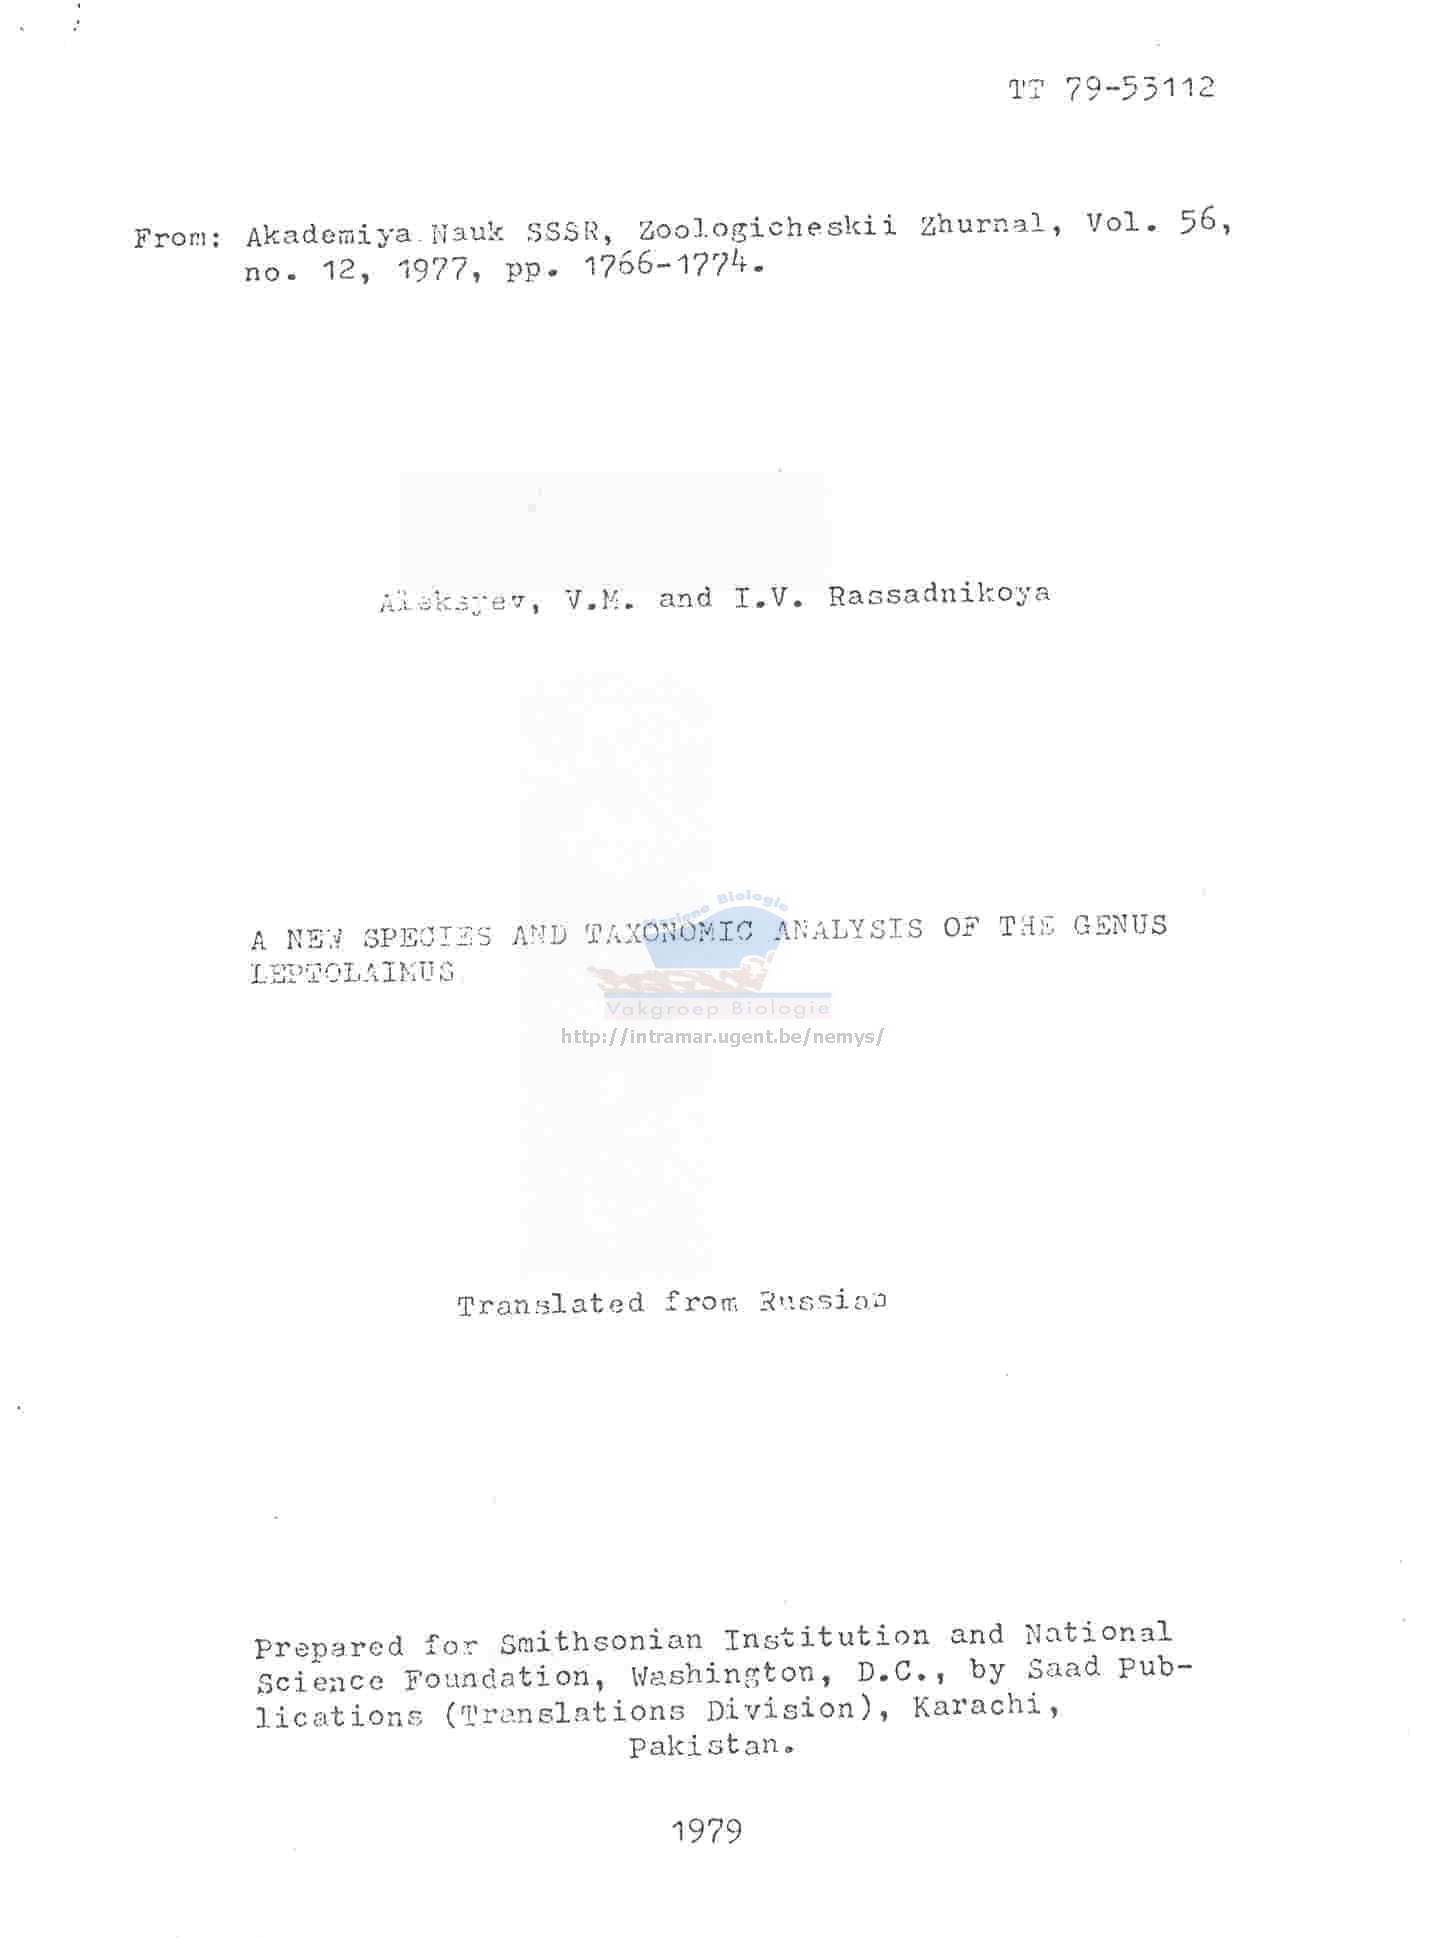 TT 79-53112
From: Akademiya Nauk SSSR, Zoologicheskii Zhurnal, Vol. 56,
no. 12, 1977, pp. 1766-1774.
Aleksyev, V.M. and I.V. Rassadnikoya
A NEW SPECIES AND TAXONOMIC ANALYSIS OF THE GENUS
LEPTOLAIMUS
Mariene Biologie
Vakgroep Biologie
http://intramar.ugent.be/nemys/
Translated from Russian
Prepared for Smithsonian Institution and National
Science Foundation, Washington, D.C., by Saad Pub-
lications (Translations Division), Karachi,
Pakistan.
1979